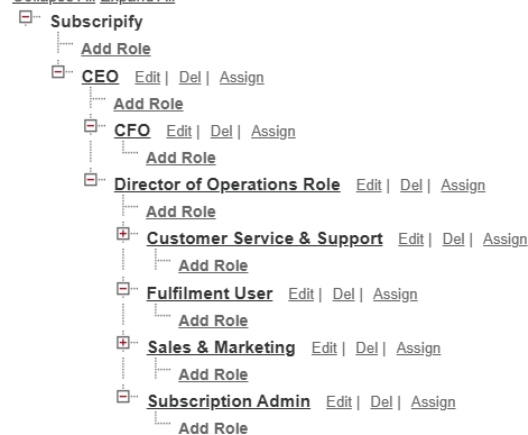 Collapse All Expand All
Subscripify
Add Role
CEO Edit | Del | Assign
Add Role
CFO Edit | Del | Assign
Add Role
Director of Operations Role Edit | Del | Assign
Add Role
Customer Service & Support Edit | Del | Assign
Add Role
Fulfilment User Edit | Del | Assign
Add Role
Sales & Marketing Edit | Del | Assign
Add Role
Subscription Admin Edit | Del | Assign
Add Role